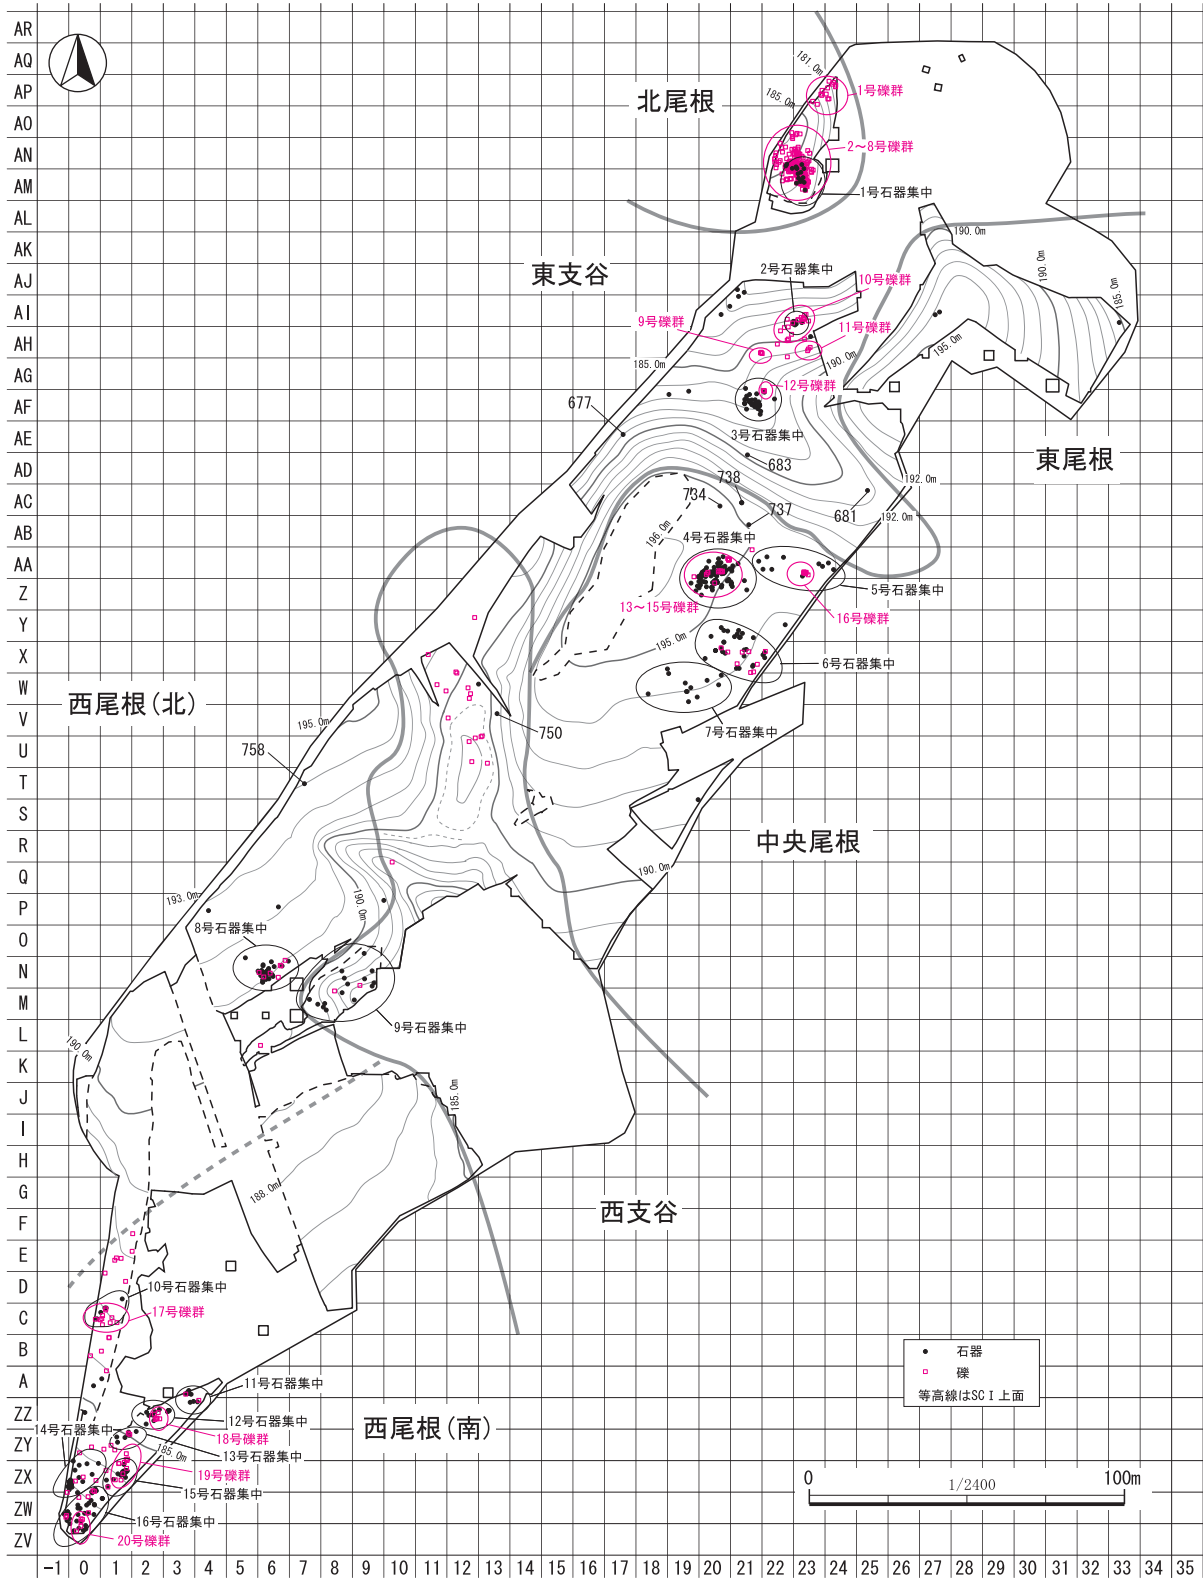 AR
AQ
AP
AO
AN
AM
AL
AK
AJ
AI
AH
AG
AF
AE
AD
AC
AB
AA
Z
Y
X
W
V
U
T
S
R
Q
P
O
N
M
L
K
J
I
H
G
F
E
D
C
B
A
ZZ
ZY
ZX
ZW
ZV
-1 0 1 2 3 4 5 6 7 8 9 10 11 12 13 14 15 16 17 18 19 20 21 22 23 24 25 26 27 28 29 30 31 32 33 34 35
181.0m
185.0m
北尾根
1号礫群
2～8号礫群
1号石器集中
190.0m
東支谷
2号石器集中
10号礫群
190.0m
185.0m
9号礫群
11号礫群
185.0m
190.0m
195.0m
12号礫群
677
3号石器集中
683
東尾根
738
734
737
681
192.0m
192.0m
196.0m
4号石器集中
5号石器集中
13～15号礫群
16号礫群
195.0m
6号石器集中
西尾根(北)
195.0m
7号石器集中
750
758
中央尾根
190.0m
193.0m
190.0m
8号石器集中
9号石器集中
190.0m
185.0m
188.0m
西支谷
10号石器集中
17号礫群
11号石器集中
12号石器集中
14号石器集中
18号礫群
西尾根(南)
13号石器集中
185.0m
19号礫群
15号石器集中
16号石器集中
20号礫群
石器
礫
等高線はSCⅠ上面
0 1/2400 100m